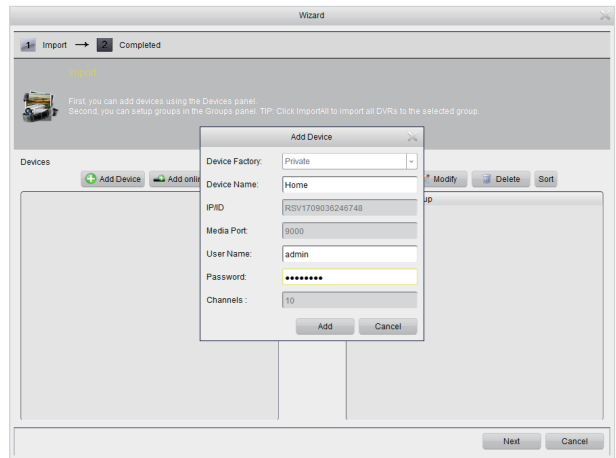 Wizard
1 Import → 2 Completed
Import
First, you can add devices using the Devices panel.
Second, you can setup groups in the Groups panel. TIP: Click ImportAll to import all DVRs to the selected group.
Devices
Add Device
Add onlin
Modify
Delete
Sort
up
Add Device
Device Factory: Private
Device Name: Home
IP/ID RSV1709036246748
Media Port: 9000
User Name: admin
Password: ●●●●●●●●
Channels : 10
Add Cancel
Next Cancel